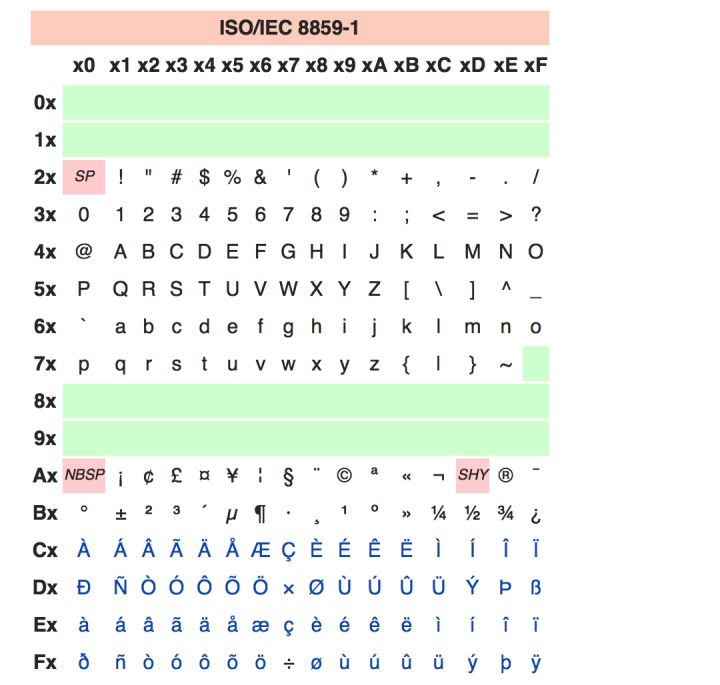 ISO/IEC 8859-1
x0 x1 x2 x3 x4 x5 x6 x7 x8 x9 xA xB xC xD xE xF
0x
1x
2x SP ! " # $ % & ' ( ) * + , - . /
3x 0 1 2 3 4 5 6 7 8 9 : ; < = > ?
4x @ A B C D E F G H I J K L M N O
5x P Q R S T U V W X Y Z [ \ ] ^ _
6x ` a b c d e f g h i j k l m n o
7x p q r s t u v w x y z { | } ~
8x
9x
Ax NBSP ¡ ¢ £ ¤ ¥ ¦ § ¨ © ª « ¬ SHY ® ¯
Bx ° ± ² ³ ´ µ ¶ · ¸ ¹ º » ¼ ½ ¾ ¿
Cx À Á Â Ã Ä Å Æ Ç È É Ê Ë Ì Í Î Ï
Dx Ð Ñ Ò Ó Ô Õ Ö × Ø Ù Ú Û Ü Ý Þ ß
Ex à á â ã ä å æ ç è é ê ë ì í î ï
Fx ð ñ ò ó ô õ ö ÷ ø ù ú û ü ý þ ÿ